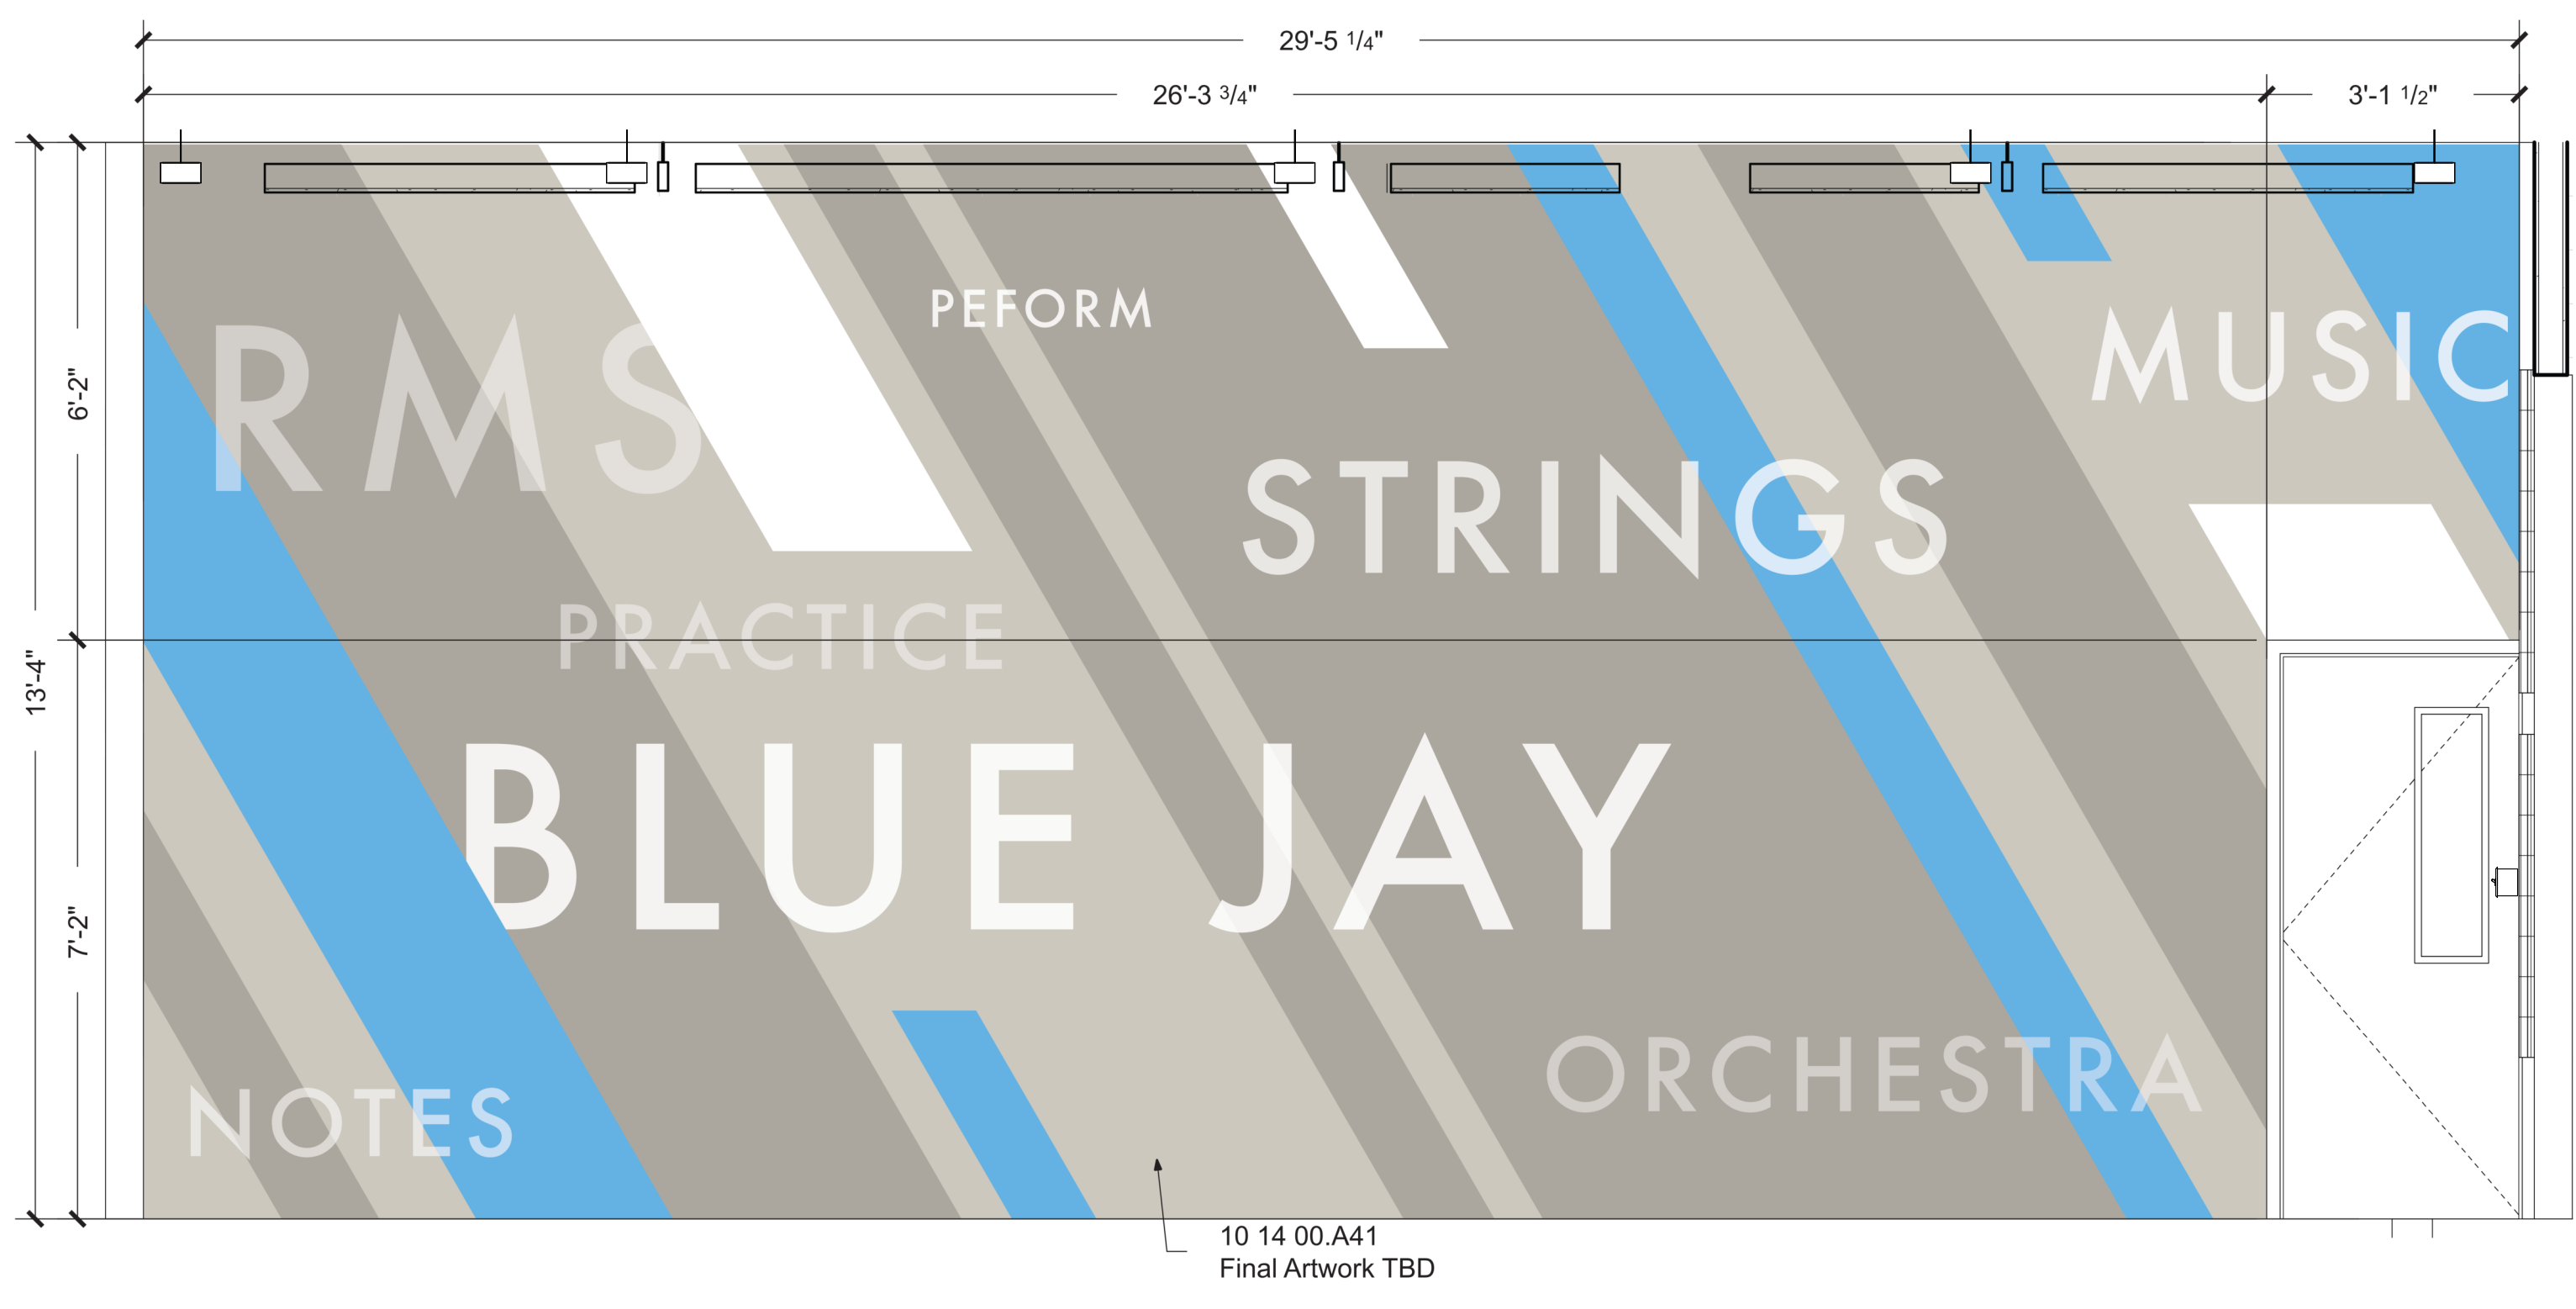 29'-5 1/4"
26'-3 3/4"
3'-1 1/2"
PEFORM
MUSIC
RMS
6'-2"
STRINGS
PRACTICE
13'-4"
BLUE JAY
7'-2"
ORCHESTRA
NOTES
10 14 00.A41
Final Artwork TBD